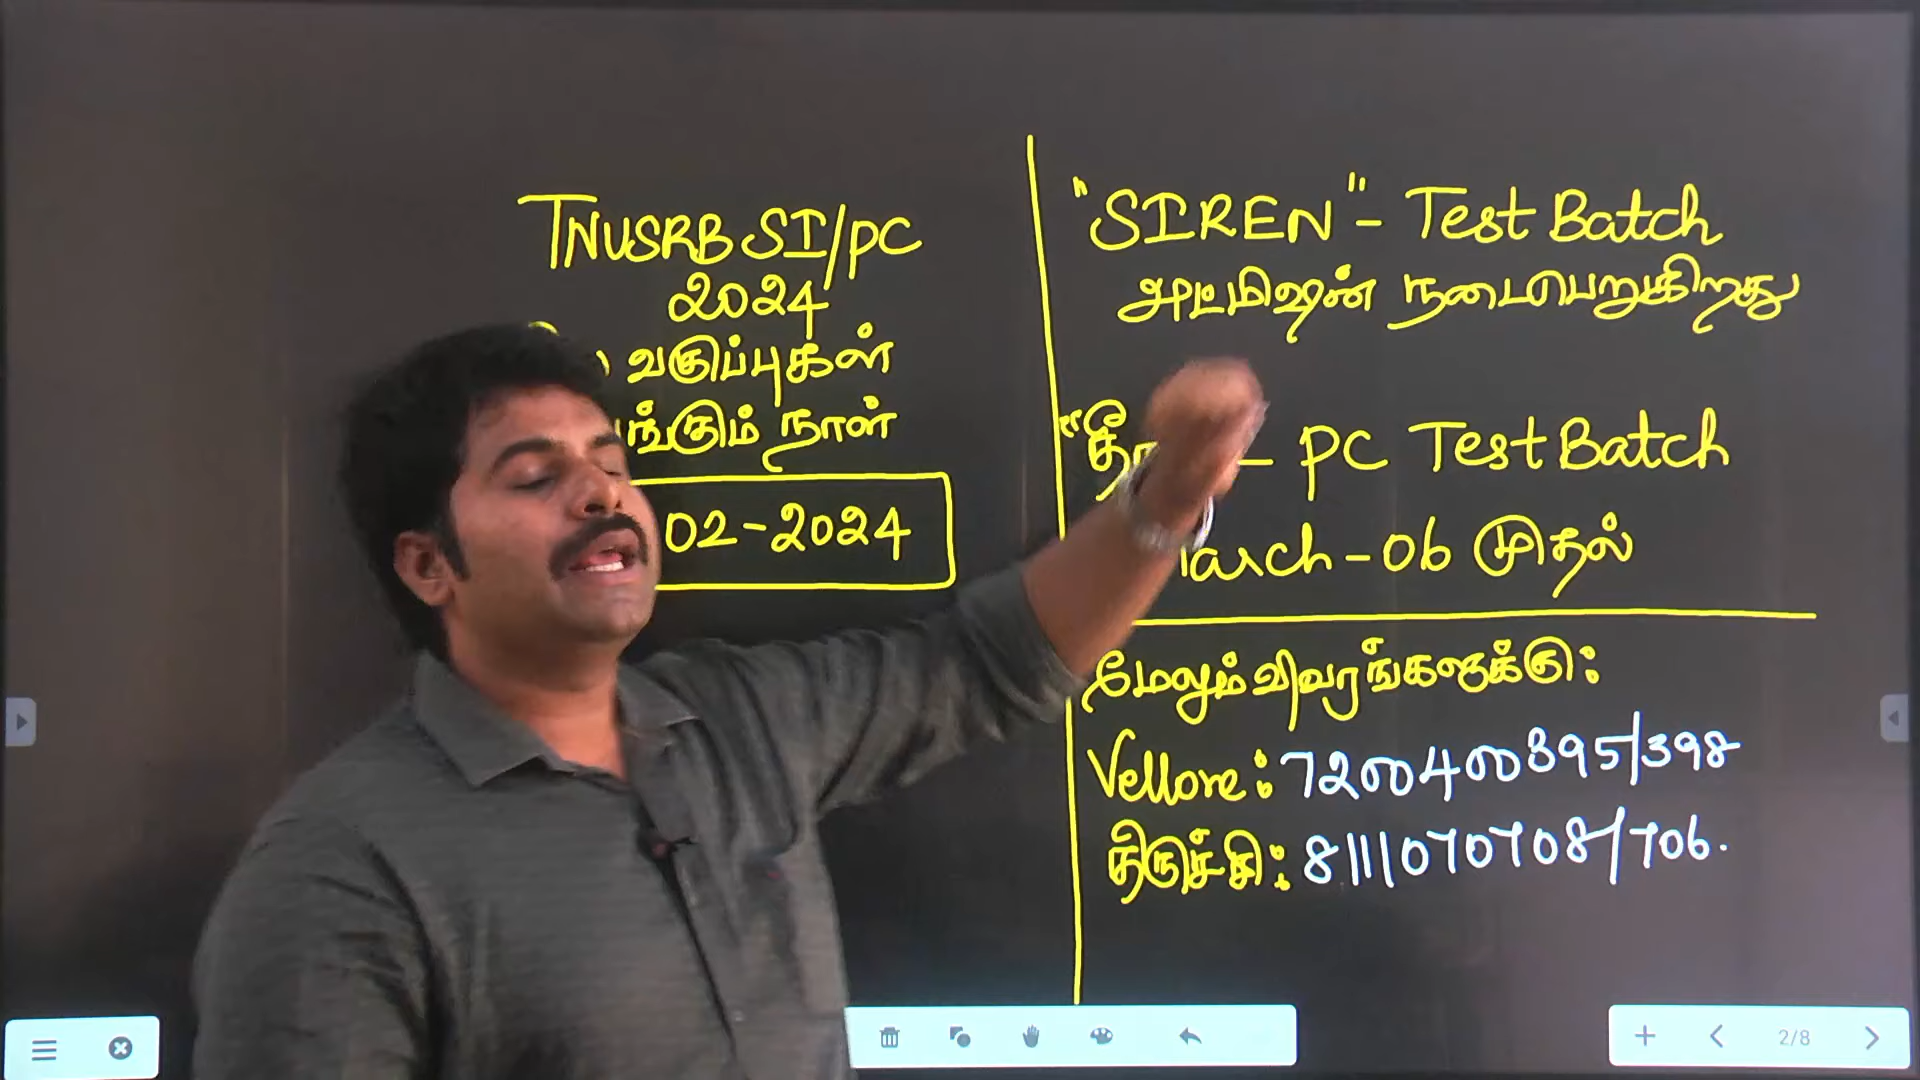 TNUSRB SI/PC
2024
வகுப்புகள்
நாள்
02-2024
"SIREN" - Test Batch
அட்மிஷன் நடைபெறுகிறது
- PC Test Batch
March - 06 முதல்
மேலும் விவரங்களுக்கு:
Vellore: 7200400395/398
திருச்சி: 8111070708/706.
2/8